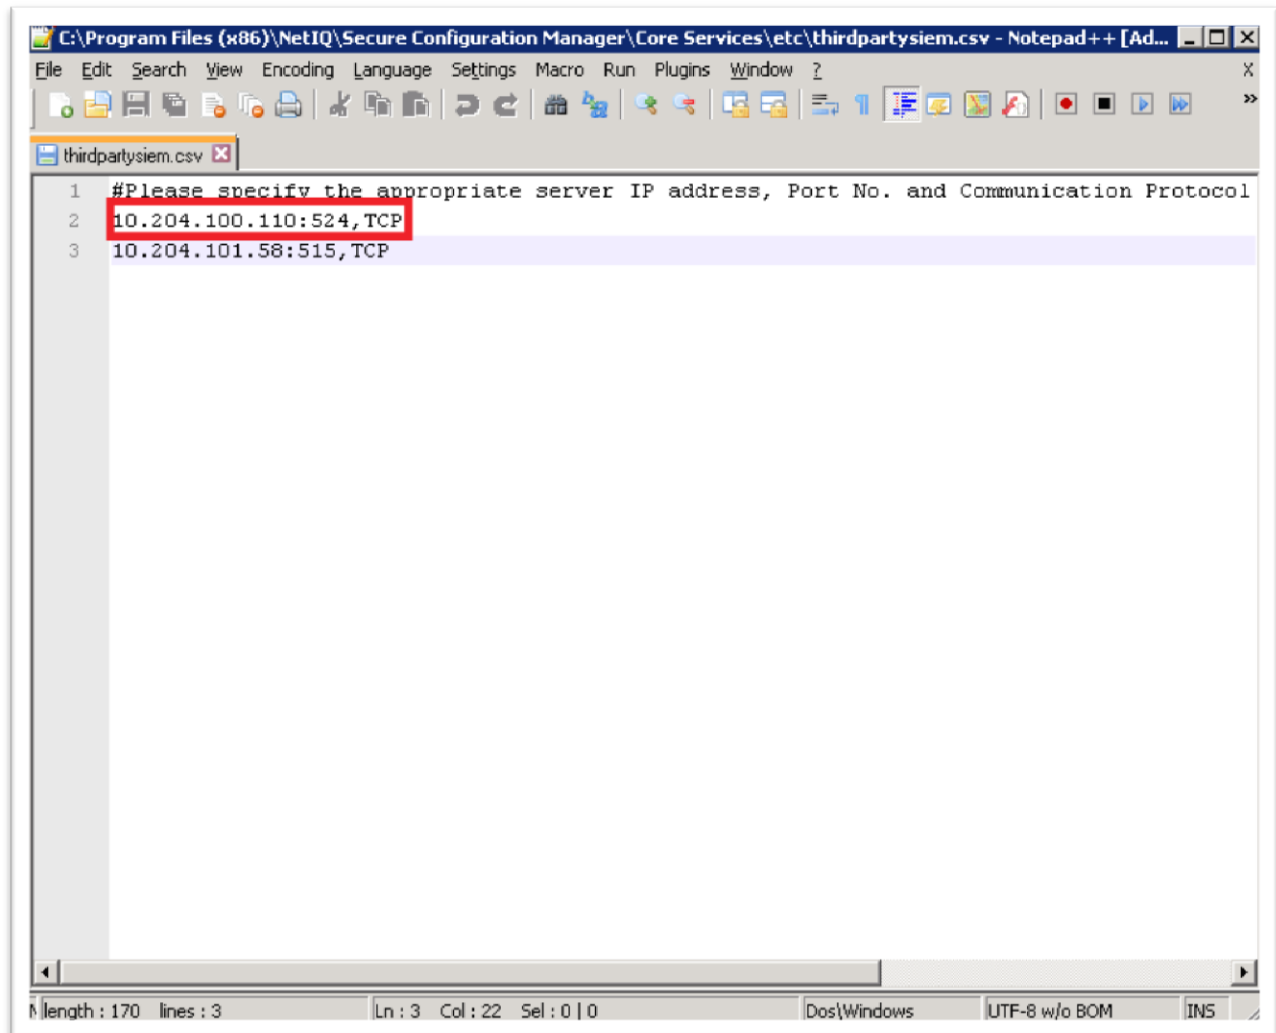 C:\Program Files (x86)\NetIQ\Secure Configuration Manager\Core Services\etc\thirdpartysiem.csv - Notepad++ [Ad...
File Edit Search View Encoding Language Settings Macro Run Plugins Window ? X
thirdpartysiem.csv
1 #Please specify the appropriate server IP address, Port No. and Communication Protocol
2 10.204.100.110:524,TCP
3 10.204.101.58:515,TCP
length : 170 lines : 3 Ln : 3 Col : 22 Sel : 0 | 0 Dos\Windows UTF-8 w/o BOM INS